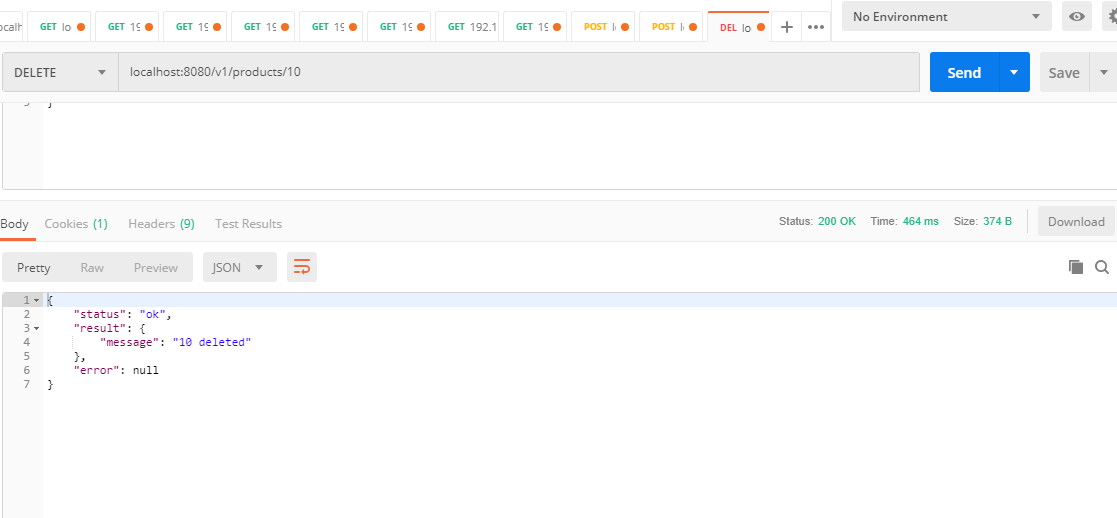 ocalh GET lo GET 19 GET 19 GET 19 GET 19 GET 19 GET 192.1 GET 19 POST l POST l DEL lo No Environment
DELETE localhost:8080/v1/products/10 Send Save
Body Cookies (1) Headers (9) Test Results Status: 200 OK Time: 464 ms Size: 374 B Download
Pretty Raw Preview JSON
1 {
2 "status": "ok",
3 "result": {
4 "message": "10 deleted"
5 },
6 "error": null
7 }